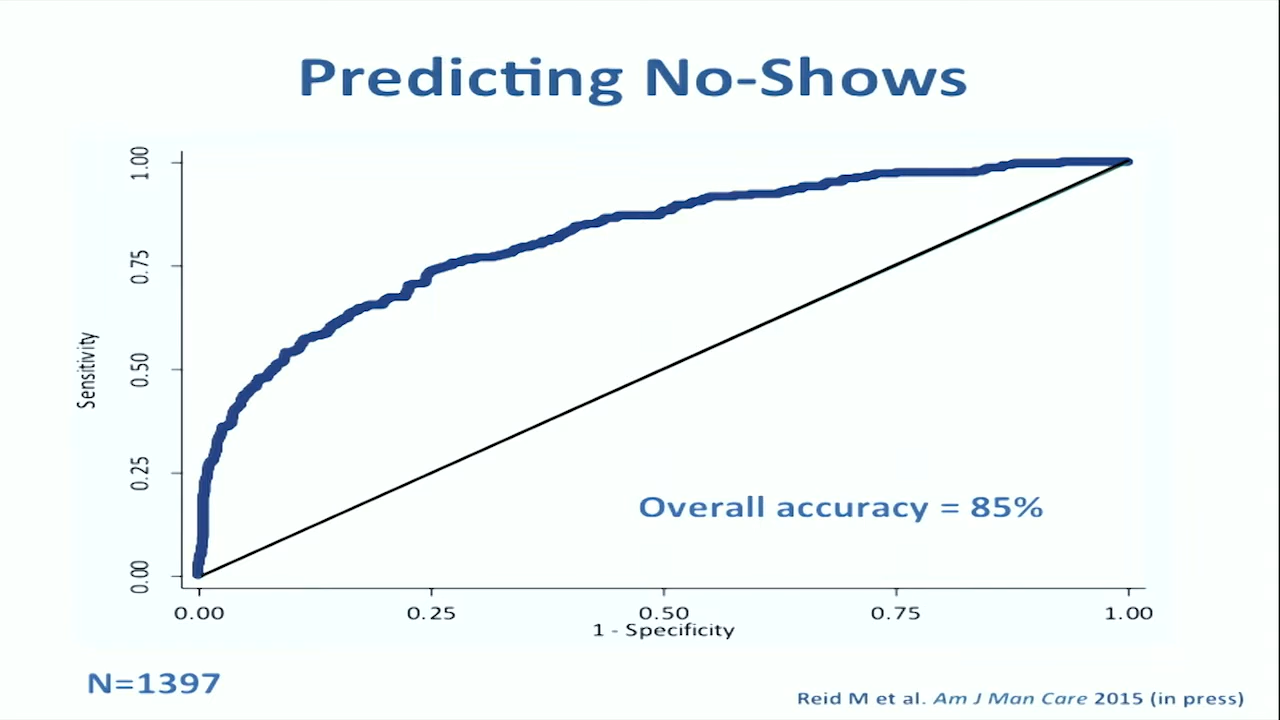 Predicting No-Shows
1.00
0.75
0.50
0.25
0.00
Sensitivity
Overall accuracy = 85%
0.00 0.25 0.50 0.75 1.00
1 - Specificity
N=1397
Reid M et al. Am J Man Care 2015 (in press)